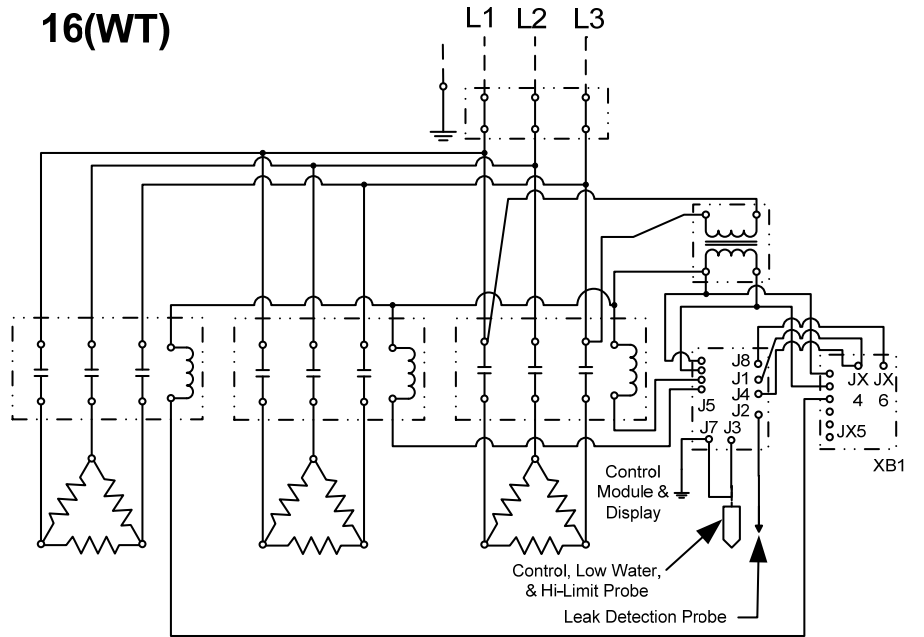 16(WT)
L1 L2 L3
J8
J1
J4
J2
J5
J7 J3
JX JX
4 6
JX5
XB1
Control
Module &
Display
Control, Low Water,
& Hi-Limit Probe
Leak Detection Probe